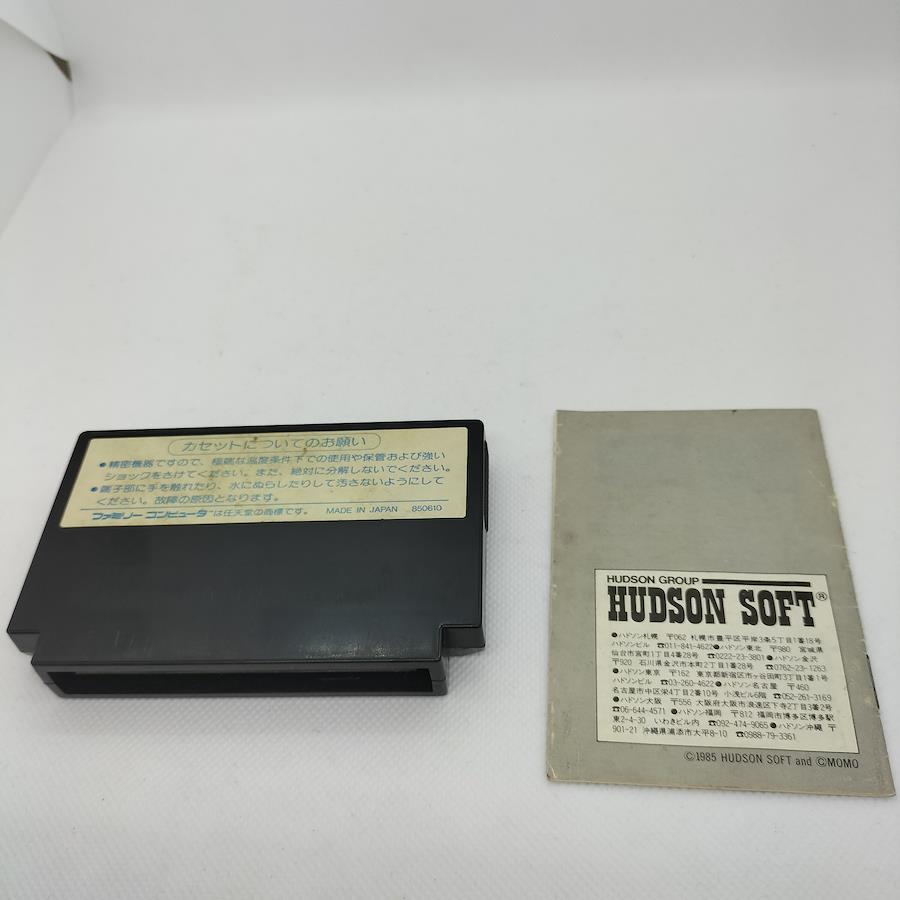 カセットについてのお願い
●精密機器ですので、極端な温度条件下での使用や保管および強い
ショックをさけてください。また、絶対に分解しないでください。
●端子部に手を触れたり、水にぬらしたりして汚さないようにして
ください。故障の原因となります。
ファミリーコンピュータは任天堂の商標です。 MADE IN JAPAN 850610
HUDSON GROUP
HUDSON SOFT®
●ハドソン札幌 〒062 札幌市豊平区平岸3条5丁目1番18号
ハドソンビル ☎011-841-4622 ●ハドソン東北 〒980 宮城県
仙台市宮町1丁目4番28号 ☎0222-23-3801 ●ハドソン金沢
〒920 石川県金沢市本町2丁目1番28号 ☎0762-23-1263
●ハドソン東京 〒162 東京都新宿区市ヶ谷田町3丁目1番1号
ハドソンビル ☎03-260-4622 ●ハドソン名古屋 〒460
名古屋市中区栄4丁目2番10号 小浅ビル6階 ☎052-261-3169
●ハドソン大阪 〒556 大阪府大阪市浪速区下寺2丁目3番2号
☎06-644-4571 ●ハドソン福岡 〒812 福岡市博多区博多駅
東2-4-30 いわきビル内 ☎092-474-9065 ●ハドソン沖縄 〒
901-21 沖縄県浦添市大平8-10 ☎0988-79-3361
©1985 HUDSON SOFT and ©MOMO